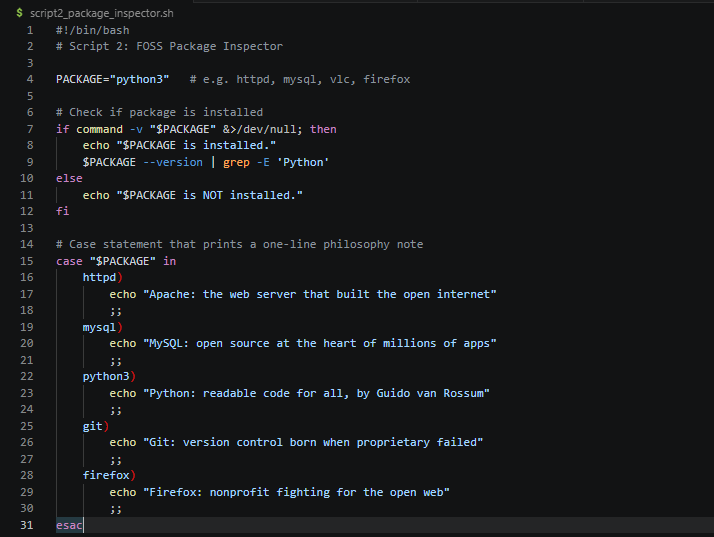 $ script2_package_inspector.sh
1 #!/bin/bash
2 # Script 2: FOSS Package Inspector
3
4 PACKAGE="python3"   # e.g. httpd, mysql, vlc, firefox
5
6 # Check if package is installed
7 if command -v "$PACKAGE" &>/dev/null; then
8     echo "$PACKAGE is installed."
9     $PACKAGE --version | grep -E 'Python'
10 else
11     echo "$PACKAGE is NOT installed."
12 fi
13
14 # Case statement that prints a one-line philosophy note
15 case "$PACKAGE" in
16     httpd)
17         echo "Apache: the web server that built the open internet"
18         ;;
19     mysql)
20         echo "MySQL: open source at the heart of millions of apps"
21         ;;
22     python3)
23         echo "Python: readable code for all, by Guido van Rossum"
24         ;;
25     git)
26         echo "Git: version control born when proprietary failed"
27         ;;
28     firefox)
29         echo "Firefox: nonprofit fighting for the open web"
30         ;;
31 esac